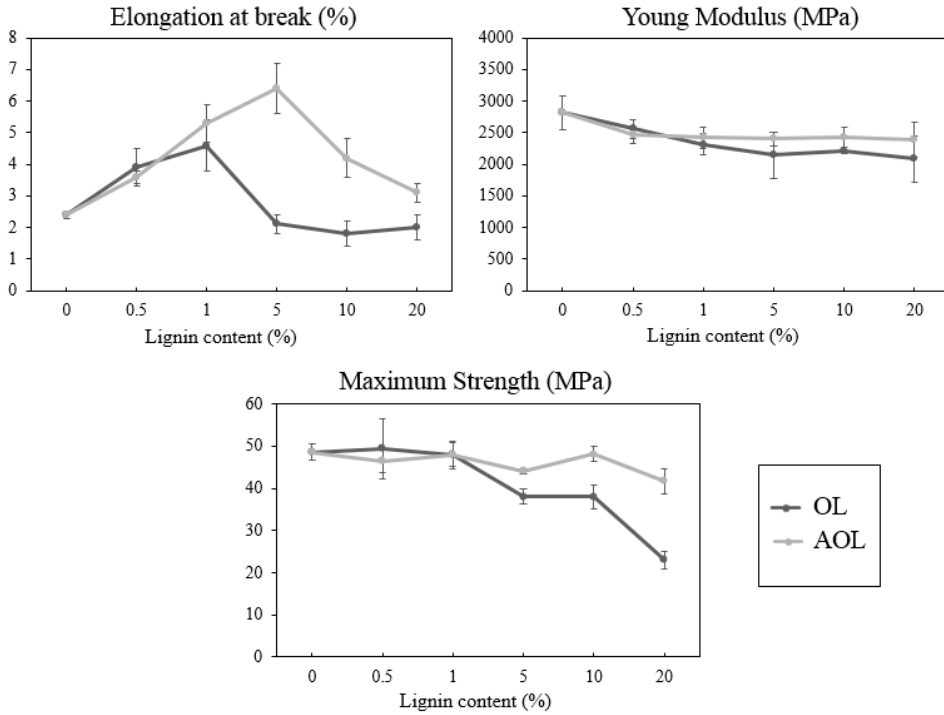 Elongation at break (%)
8
7
6
5
4
3
2
1
0
0 0.5 1 5 10 20
Lignin content (%)
Young Modulus (MPa)
4000
3500
3000
2500
2000
1500
1000
500
0
0 0.5 1 5 10 20
Lignin content (%)
Maximum Strength (MPa)
60
50
40
30
20
10
0
0 0.5 1 5 10 20
Lignin content (%)
OL
AOL